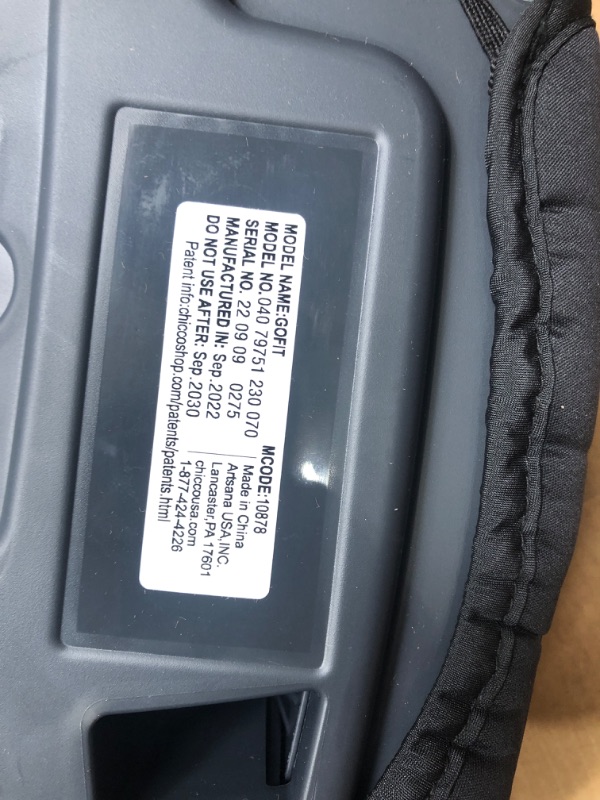 MODEL NAME:GOFIT
MODEL NO.040 79751 230 070 MCODE:10878
SERIAL NO. 22 09 09 0275
MANUFACTURED IN: Sep.2022
DO NOT USE AFTER: Sep.2030
Patent info:chiccoshop.com/patents/patents.html
Made in China
Artsana USA,INC.
Lancaster,PA 17601
chiccousa.com
1-877-424-4226